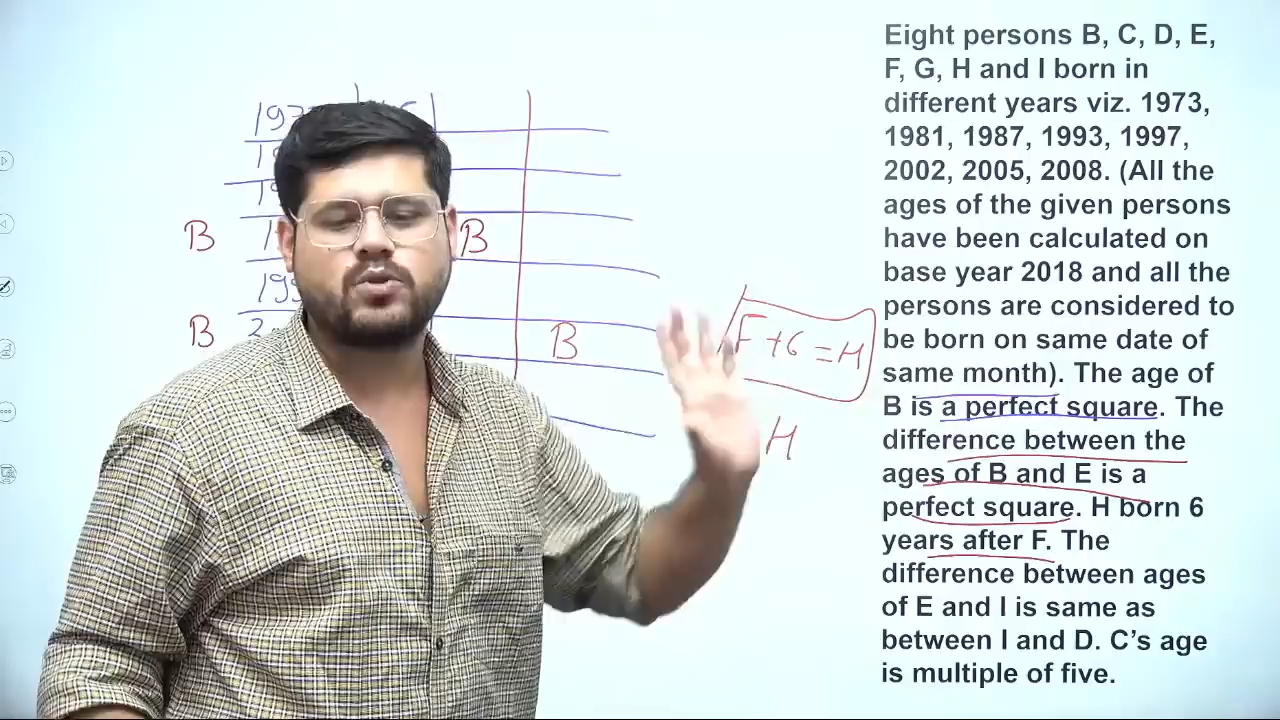 Eight persons B, C, D, E,
F, G, H and I born in
different years viz. 1973,
1981, 1987, 1993, 1997,
2002, 2005, 2008. (All the
ages of the given persons
have been calculated on
base year 2018 and all the
persons are considered to
be born on same date of
same month). The age of
B is a perfect square. The
difference between the
ages of B and E is a
perfect square. H born 6
years after F. The
difference between ages
of E and I is same as
between I and D. C's age
is multiple of five.
B
B
B
B
F+6=H
H